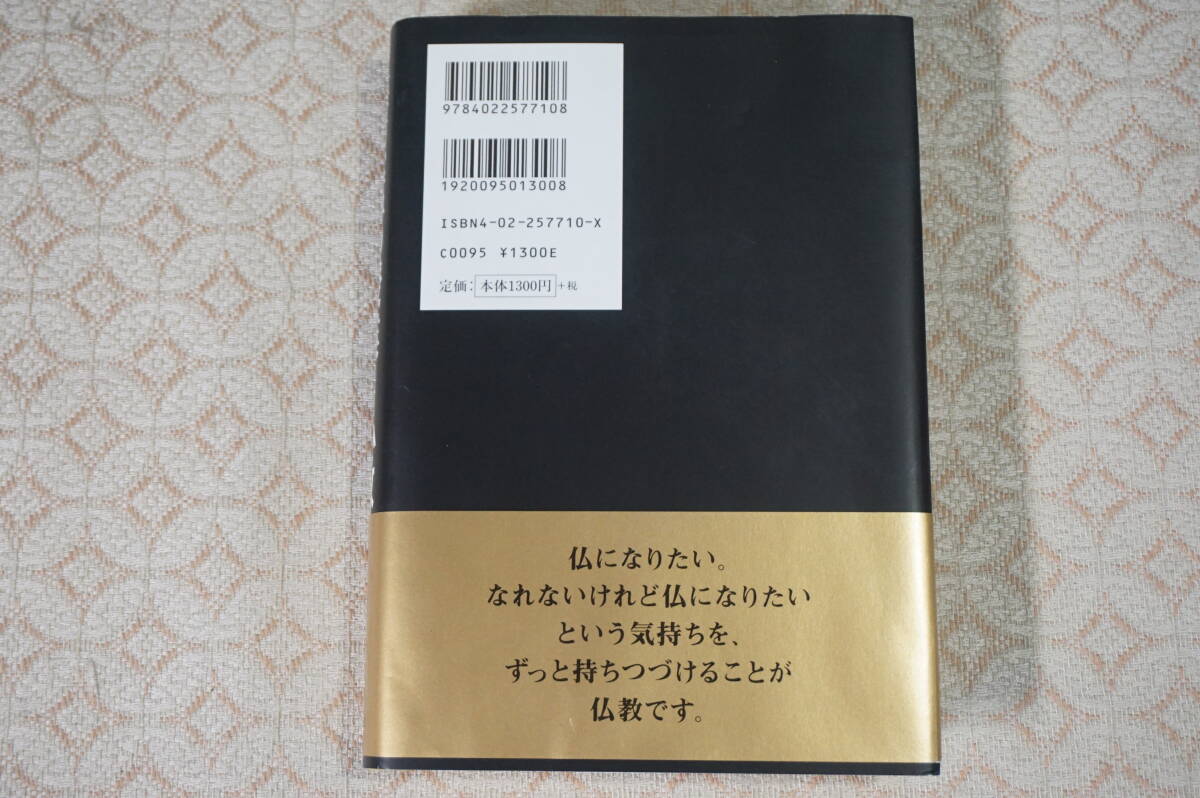 9784022577108
1920095013008
ISBN4-02-257710-X
C0095 ¥1300E
定価：本体1300円+税
仏になりたい。
なれないけれど仏になりたい
という気持ちを、
ずっと持ちつづけることが
仏教です。